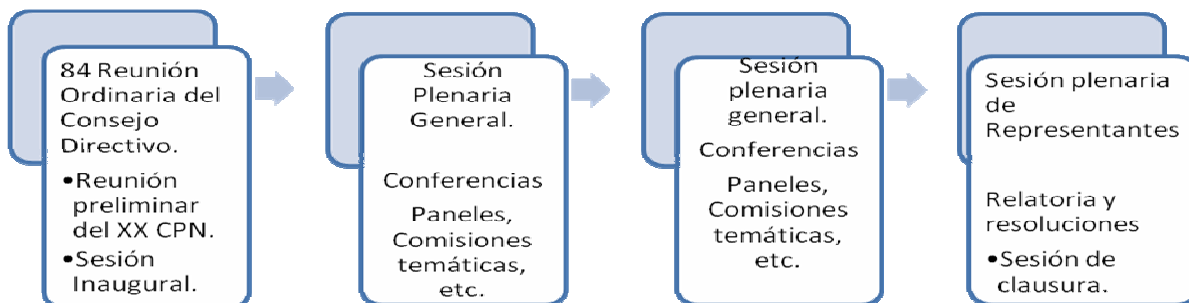 84 Reunión
Ordinaria del
Consejo
Directivo.
•Reunión
preliminar
del XX CPN.
•Sesión
Inaugural.
Sesión
Plenaria
General.
Conferencias
Paneles,
Comisiones
temáticas,
etc.
Sesión
plenaria
general.
Conferencias
Paneles,
Comisiones
temáticas,
etc.
Sesión plenaria
de
Representantes
Relatoria y
resoluciones
•Sesión de
clausura.